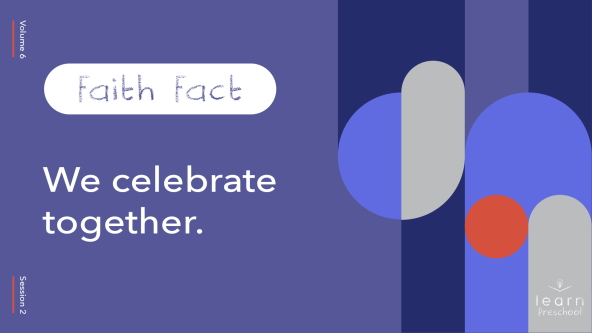 Volume 6
Faith Fact
We celebrate
together.
Session 2
learn
Preschool